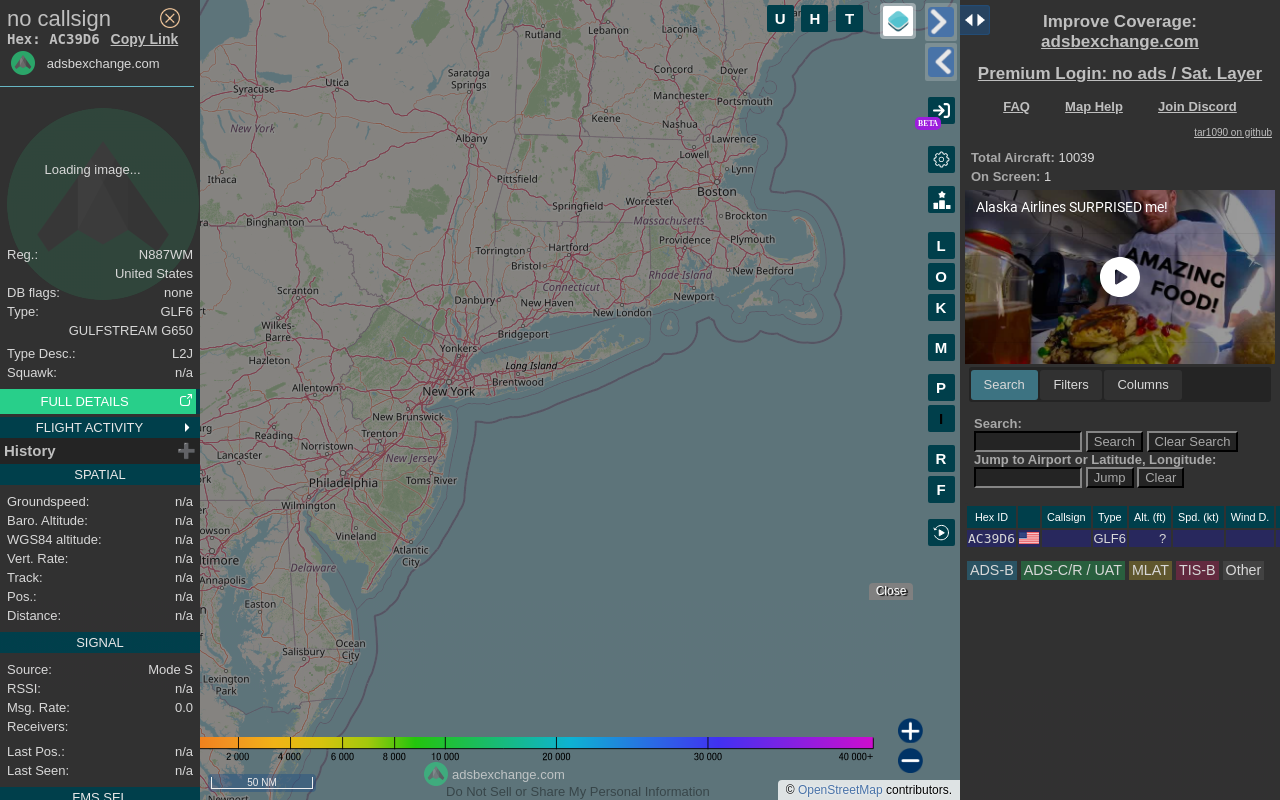 no callsign
Hex: AC39D6 Copy Link
adsbexchange.com
Loading image...
Reg.: N887WM
United States
DB flags: none
Type: GLF6
GULFSTREAM G650
Type Desc.: L2J
Squawk: n/a
FULL DETAILS
FLIGHT ACTIVITY
History
SPATIAL
Groundspeed: n/a
Baro. Altitude: n/a
WGS84 altitude: n/a
Vert. Rate: n/a
Track: n/a
Pos.: n/a
Distance: n/a
SIGNAL
Source: Mode S
RSSI: n/a
Msg. Rate: 0.0
Receivers:
Last Pos.: n/a
Last Seen: n/a
FMS SEL
Rutland
Lebanon
Laconia
Syracuse
Utica
Saratoga
Springs
Concord
Dover
Manchester
Portsmouth
Keene
Nashua
New York
Albany
Lawrence
Lowell
Lynn
Ithaca
Pittsfield
Boston
Worcester
Springfield
Massachusetts
Brockton
Binghamton
Torrington
Hartford
Providence
Plymouth
Bristol
Rhode Island
New Bedford
Connecticut
Scranton
Danbury
New Haven
New London
Newport
Wilkes-
Barre
Bridgeport
Hazleton
Yonkers
Long Island
Allentown
New York
Brentwood
New Brunswick
Reading
Norristown
Trenton
Lancaster
New Jersey
Philadelphia
Toms River
Wilmington
Vineland
Atlantic
City
Delaware
Annapolis
Easton
Ocean
City
Salisbury
Lexington
Park
U H T
BETA
L
O
K
M
P
I
R
F
Close
2 000 4 000 6 000 8 000 10 000 20 000 30 000 40 000+
50 NM
adsbexchange.com
Do Not Sell or Share My Personal Information
© OpenStreetMap contributors.
Improve Coverage:
adsbexchange.com
Premium Login: no ads / Sat. Layer
FAQ Map Help Join Discord
tar1090 on github
Total Aircraft: 10039
On Screen: 1
Alaska Airlines SURPRISED me!
AMAZING
FOOD!
Search Filters Columns
Search:
Search Clear Search
Jump to Airport or Latitude, Longitude:
Jump Clear
Hex ID Callsign Type Alt. (ft) Spd. (kt) Wind D.
AC39D6 GLF6 ?
ADS-B ADS-C/R / UAT MLAT TIS-B Other